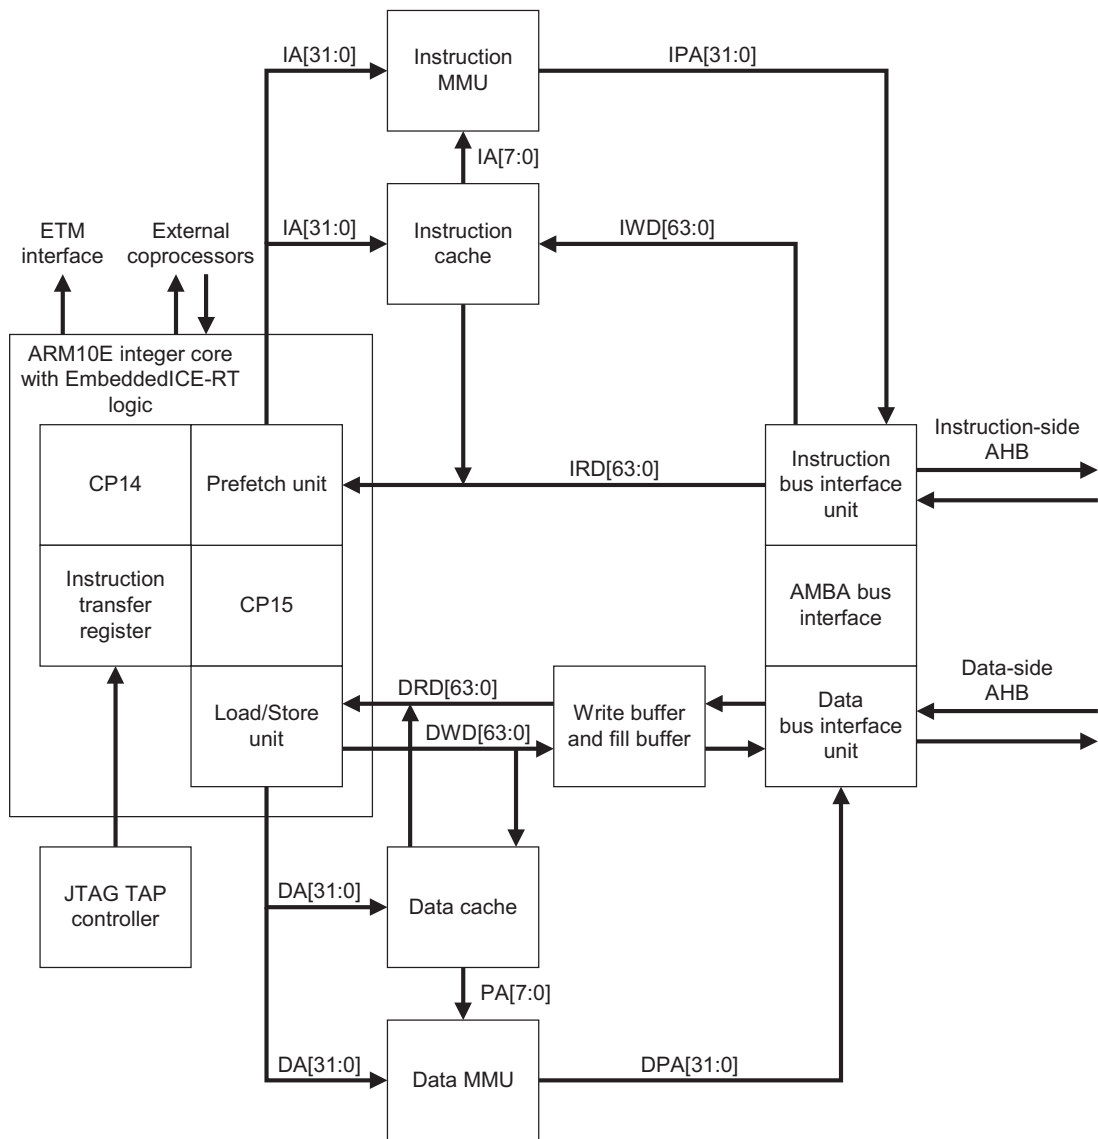 IA[31:0]
Instruction
MMU
IPA[31:0]
IA[7:0]
ETM
interface
External
coprocessors
IA[31:0]
Instruction
cache
IWD[63:0]
ARM10E integer core
with EmbeddedICE-RT
logic
CP14
Prefetch unit
IRD[63:0]
Instruction
bus interface
unit
Instruction-side
AHB
Instruction
transfer
register
CP15
AMBA bus
interface
Load/Store
unit
DRD[63:0]
DWD[63:0]
Write buffer
and fill buffer
Data
bus interface
unit
Data-side
AHB
JTAG TAP
controller
DA[31:0]
Data cache
PA[7:0]
DA[31:0]
Data MMU
DPA[31:0]